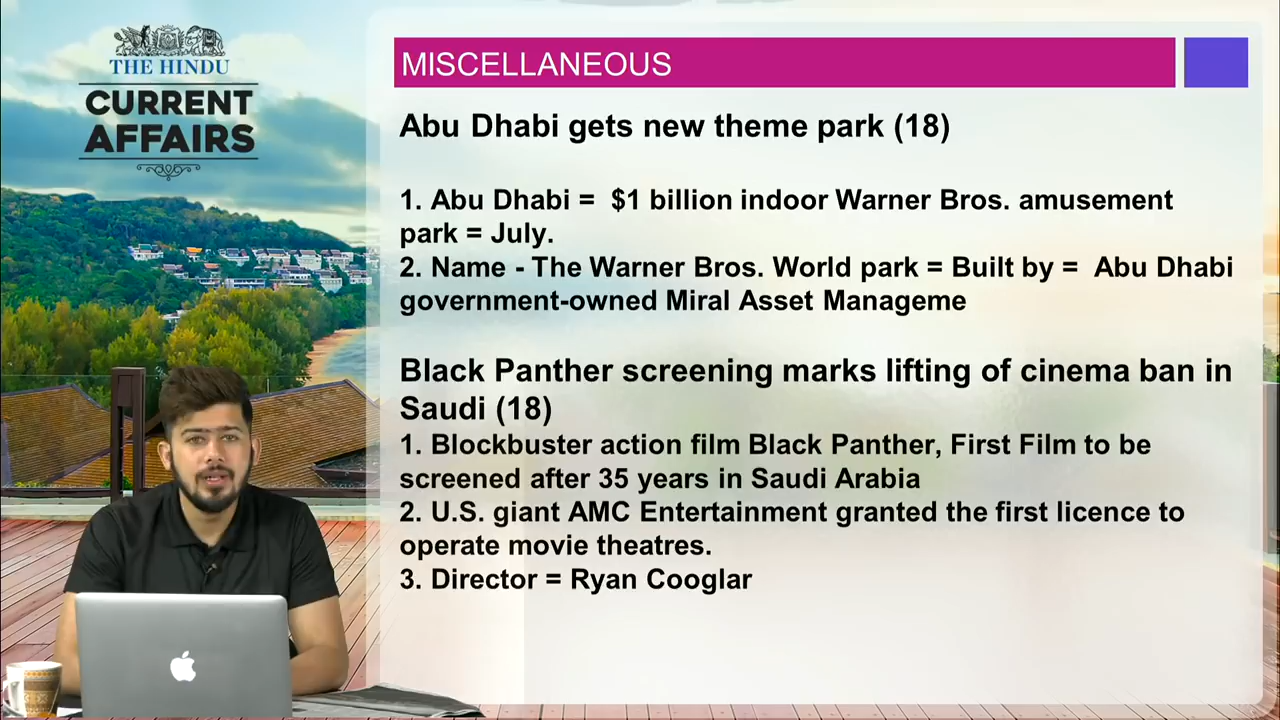 THE HINDU
CURRENT
AFFAIRS
MISCELLANEOUS
Abu Dhabi gets new theme park (18)
1. Abu Dhabi = $1 billion indoor Warner Bros. amusement
park = July.
2. Name - The Warner Bros. World park = Built by = Abu Dhabi
government-owned Miral Asset Manageme
Black Panther screening marks lifting of cinema ban in
Saudi (18)
1. Blockbuster action film Black Panther, First Film to be
screened after 35 years in Saudi Arabia
2. U.S. giant AMC Entertainment granted the first licence to
operate movie theatres.
3. Director = Ryan Cooglar